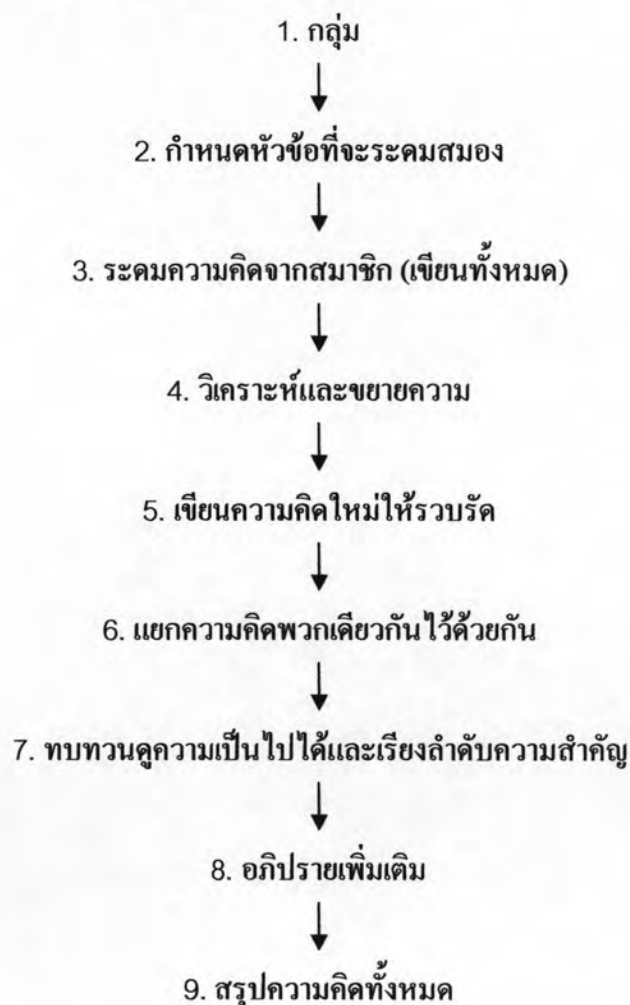 1. กลุ่ม
2. กำหนดหัวข้อที่จะระดมสมอง
3. ระดมความคิดจากสมาชิก (เขียนทั้งหมด)
4. วิเคราะห์และขยายความ
5. เขียนความคิดใหม่ให้รวบรัด
6. แยกความคิดพวกเดียวกันไว้ด้วยกัน
7. ทบทวนดูความเป็นไปได้และเรียงลำดับความสำคัญ
8. อภิปรายเพิ่มเติม
9. สรุปความคิดทั้งหมด